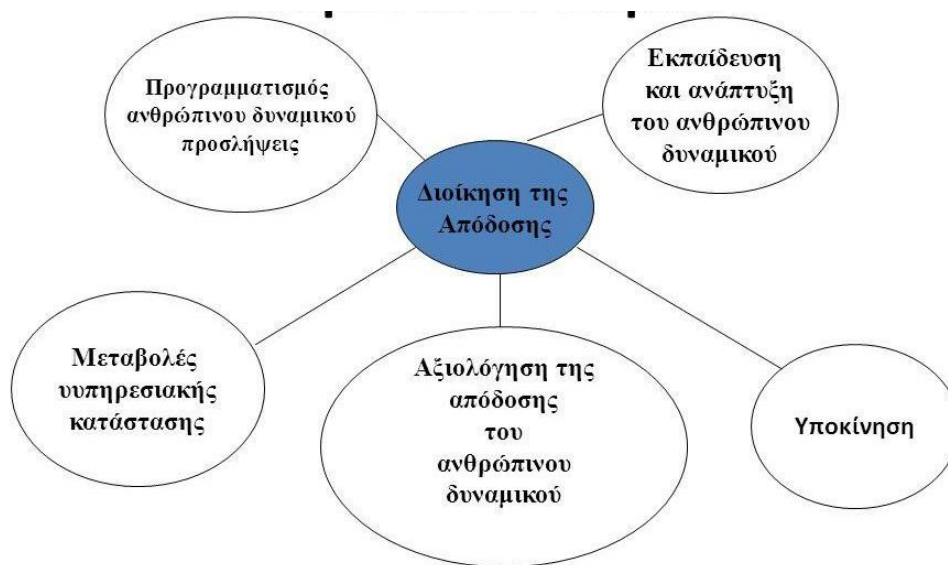 Προγραμματισμός
ανθρώπινου δυναμικού
προσλήψεις
Εκπαίδευση
και ανάπτυξη
του ανθρώπινου
δυναμικού
Διοίκηση της
Απόδοσης
Μεταβολές
υυπηρεσιακής
κατάστασης
Αξιολόγηση της
απόδοσης
του
ανθρώπινου
δυναμικού
Υποκίνηση